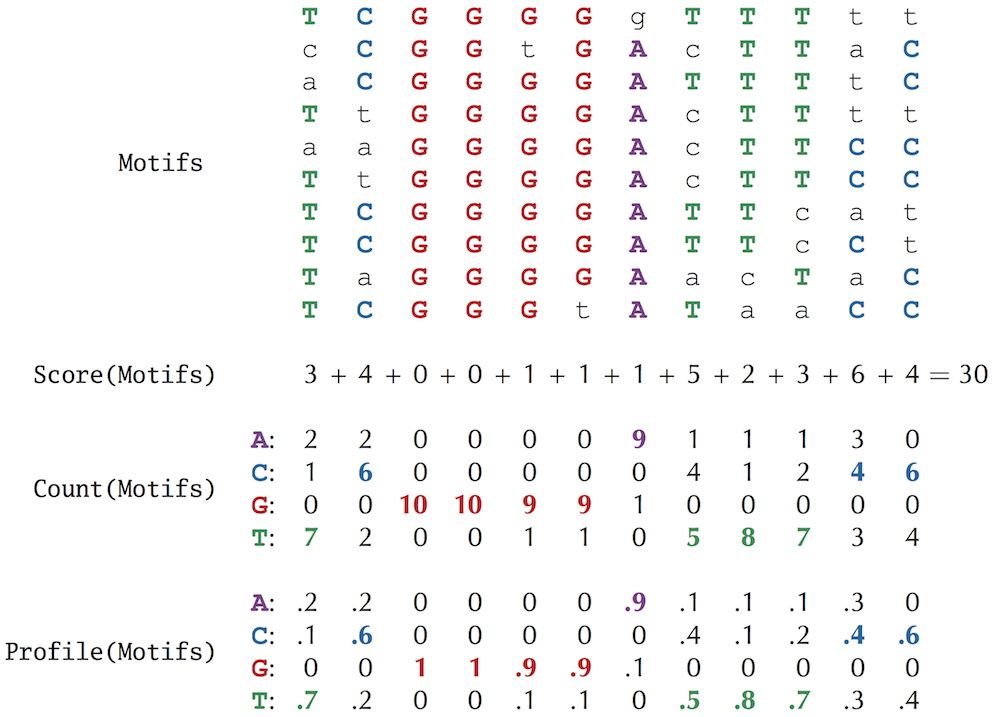 T C G G G G g T T T t t
c C G G t G A c T T a C
a C G G G G A T T T t C
T t G G G G A c T T t t
Motifs a a G G G G A c T T C C
T t G G G G A c T T C C
T C G G G G A T T c a t
T C G G G G A T T c C t
T a G G G G A a c T a C
T C G G G t A T a a C C
Score(Motifs) 3 + 4 + 0 + 0 + 1 + 1 + 1 + 5 + 2 + 3 + 6 + 4 = 30
A: 2 2 0 0 0 0 9 1 1 1 3 0
Count(Motifs) C: 1 6 0 0 0 0 0 4 1 2 4 6
G: 0 0 10 10 9 9 1 0 0 0 0 0
T: 7 2 0 0 1 1 0 5 8 7 3 4
A: .2 .2 0 0 0 0 .9 .1 .1 .1 .3 0
Profile(Motifs) C: .1 .6 0 0 0 0 0 .4 .1 .2 .4 .6
G: 0 0 1 1 .9 .9 .1 0 0 0 0 0
T: .7 .2 0 0 .1 .1 0 .5 .8 .7 .3 .4